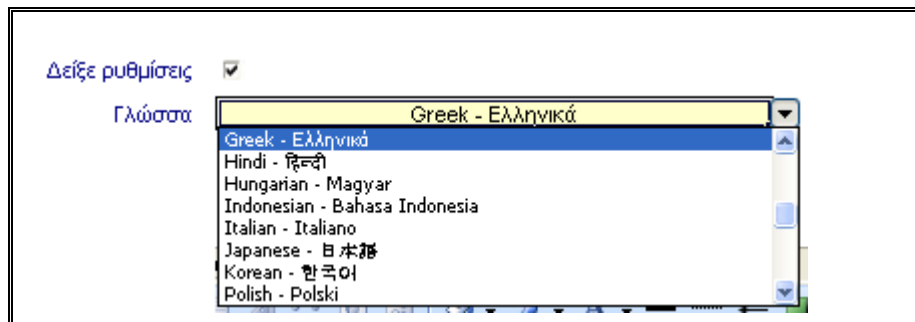 Δείξε ρυθμίσεις
Γλώσσα Greek - Ελληνικά
Greek - Ελληνικά
Hindi - हिन्दी
Hungarian - Magyar
Indonesian - Bahasa Indonesia
Italian - Italiano
Japanese - 日本語
Korean - 한국어
Polish - Polski